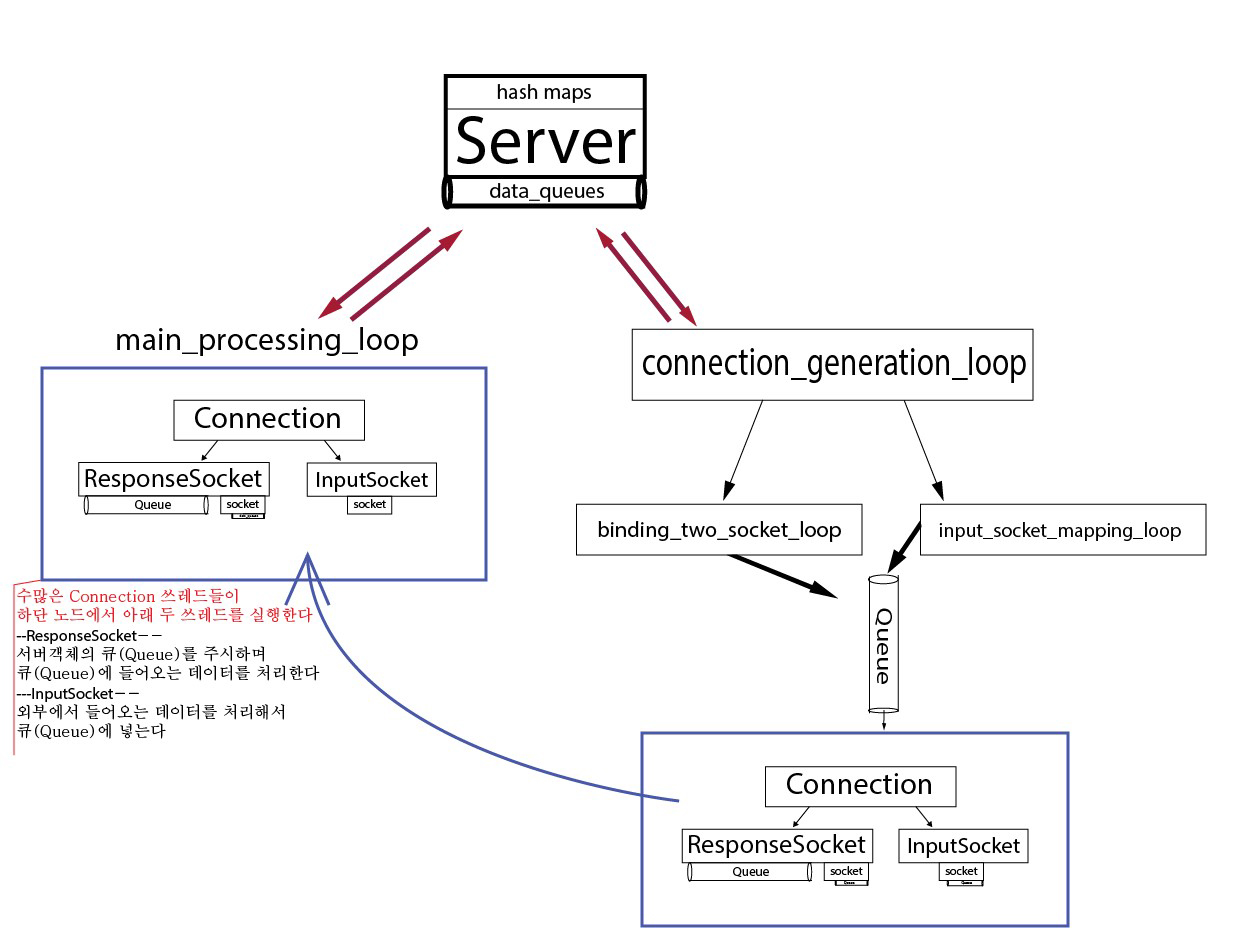 hash maps
Server
data_queues
main_processing_loop
connection_generation_loop
Connection
ResponseSocket
InputSocket
Queue
socket
socket
binding_two_socket_loop
input_socket_mapping_loop
수많은 Connection 쓰레드들이
하단 노드에서 아래 두 쓰레드를 실행한다
--ResponseSocket――
서버객체의 큐(Queue)를 주시하며
큐(Queue)에 들어오는 데이터를 처리한다
---InputSocket――
외부에서 들어오는 데이터를 처리해서
큐(Queue)에 넣는다
Queue
Connection
ResponseSocket
InputSocket
Queue
socket
socket
Queue
Queue